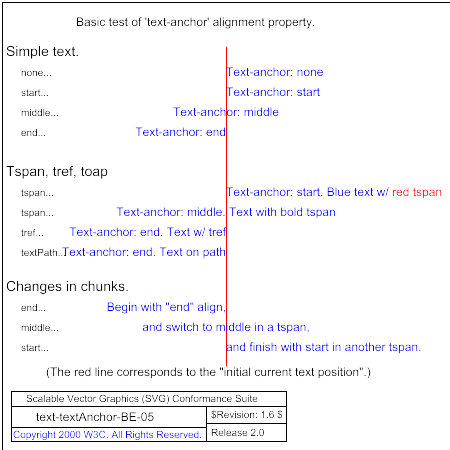 Basic test of 'text-anchor' alignment property.
Simple text.
none... Text-anchor: none
start... Text-anchor: start
middle... Text-anchor: middle
end... Text-anchor: end
Tspan, tref, toap
tspan... Text-anchor: start. Blue text w/ red tspan
tspan... Text-anchor: middle. Text with bold tspan
tref... Text-anchor: end. Text w/ tref
textPath... Text-anchor: end. Text on path
Changes in chunks.
end... Begin with "end" align,
middle... and switch to middle in a tspan,
start... and finish with start in another tspan.
(The red line corresponds to the "initial current text position".)
Scalable Vector Graphics (SVG) Conformance Suite
text-textAnchor-BE-05 $Revision: 1.6 $
Copyright 2000 W3C. All Rights Reserved. Release 2.0